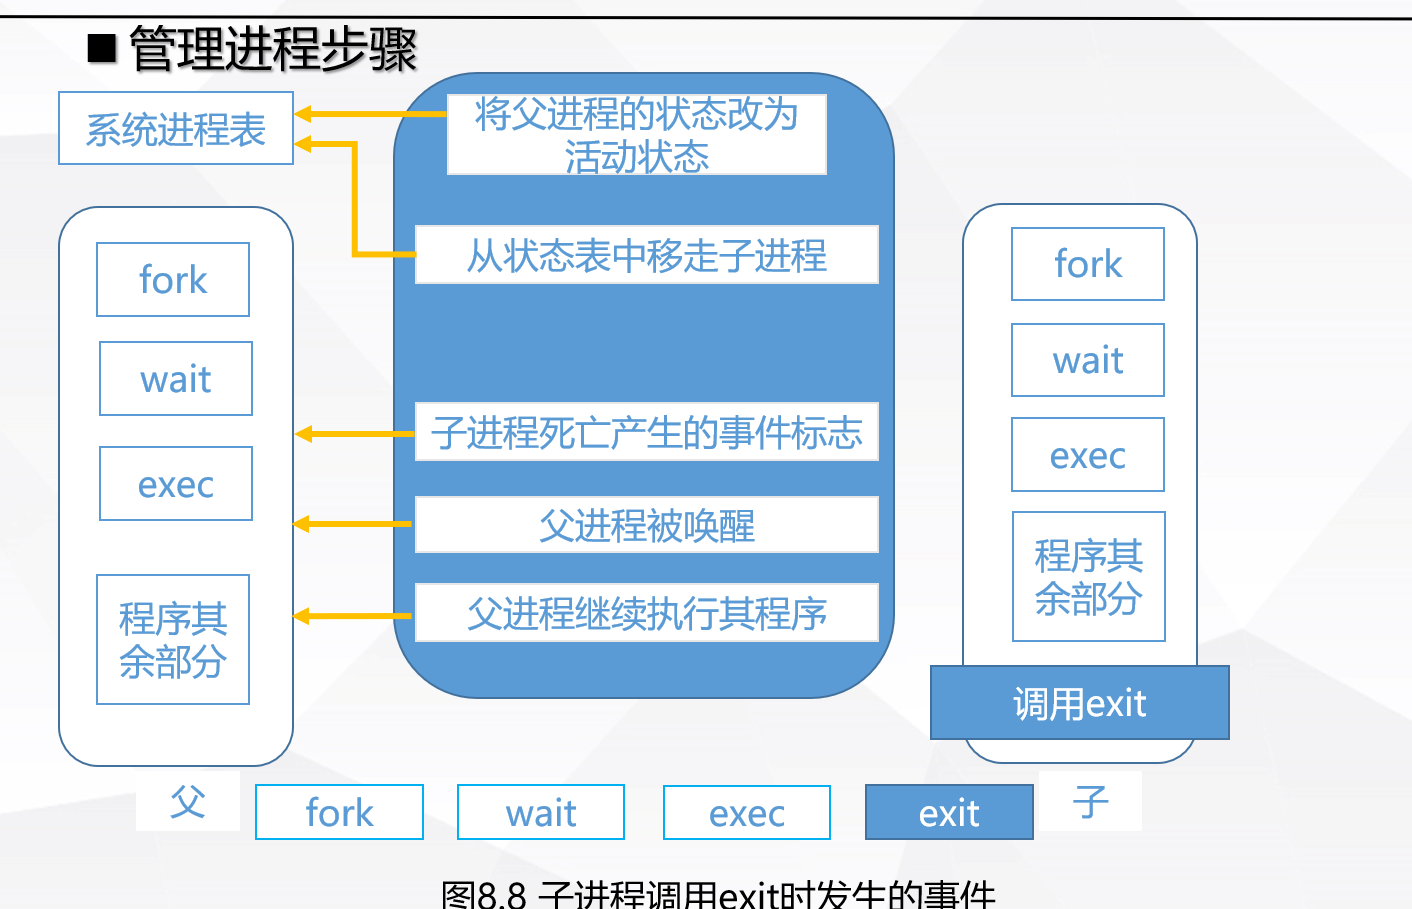 ■ 管理进程步骤
系统进程表
将父进程的状态改为
活动状态
从状态表中移走子进程
子进程死亡产生的事件标志
父进程被唤醒
父进程继续执行其程序
fork
wait
exec
程序其
余部分
fork
wait
exec
程序其
余部分
调用exit
父
fork
wait
exec
exit
子
图8.8 子进程调用exit时发生的事件